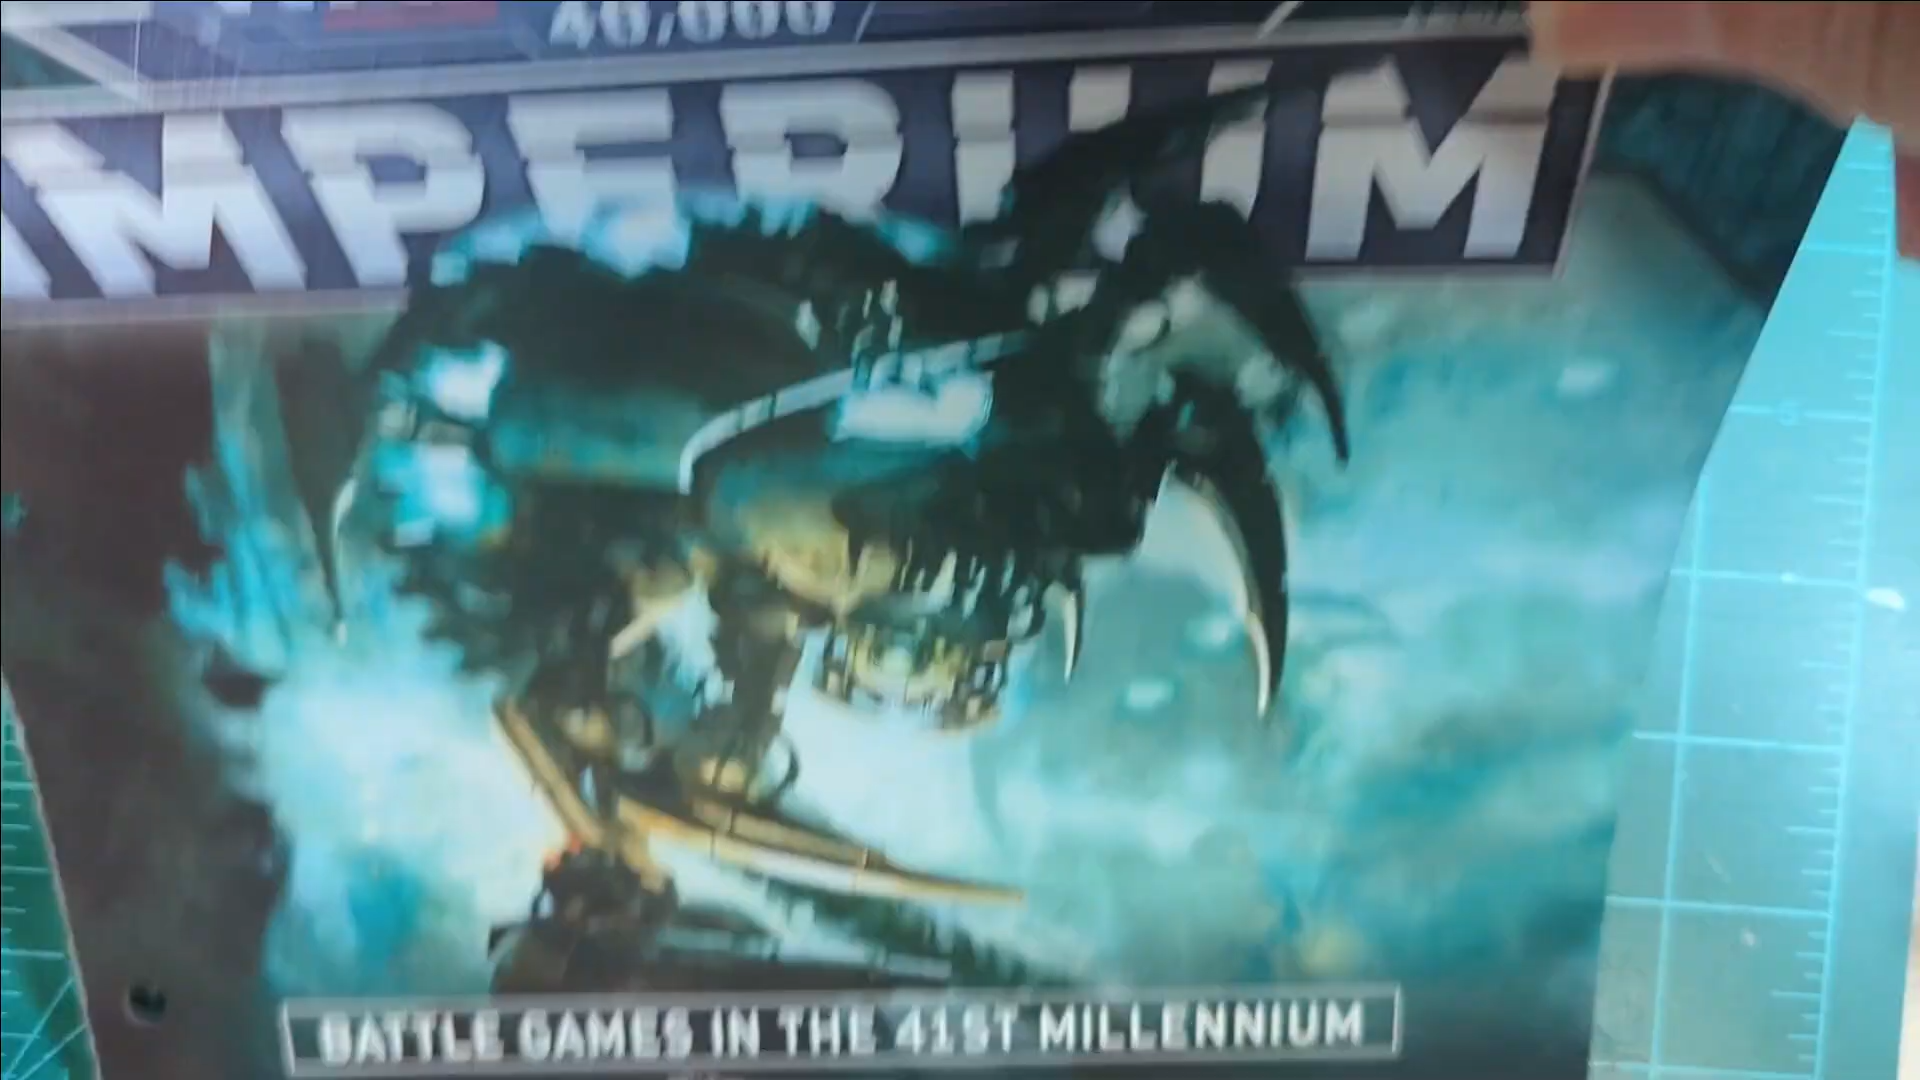 40,000
IMPERIUM
BATTLE GAMES IN THE 41ST MILLENNIUM